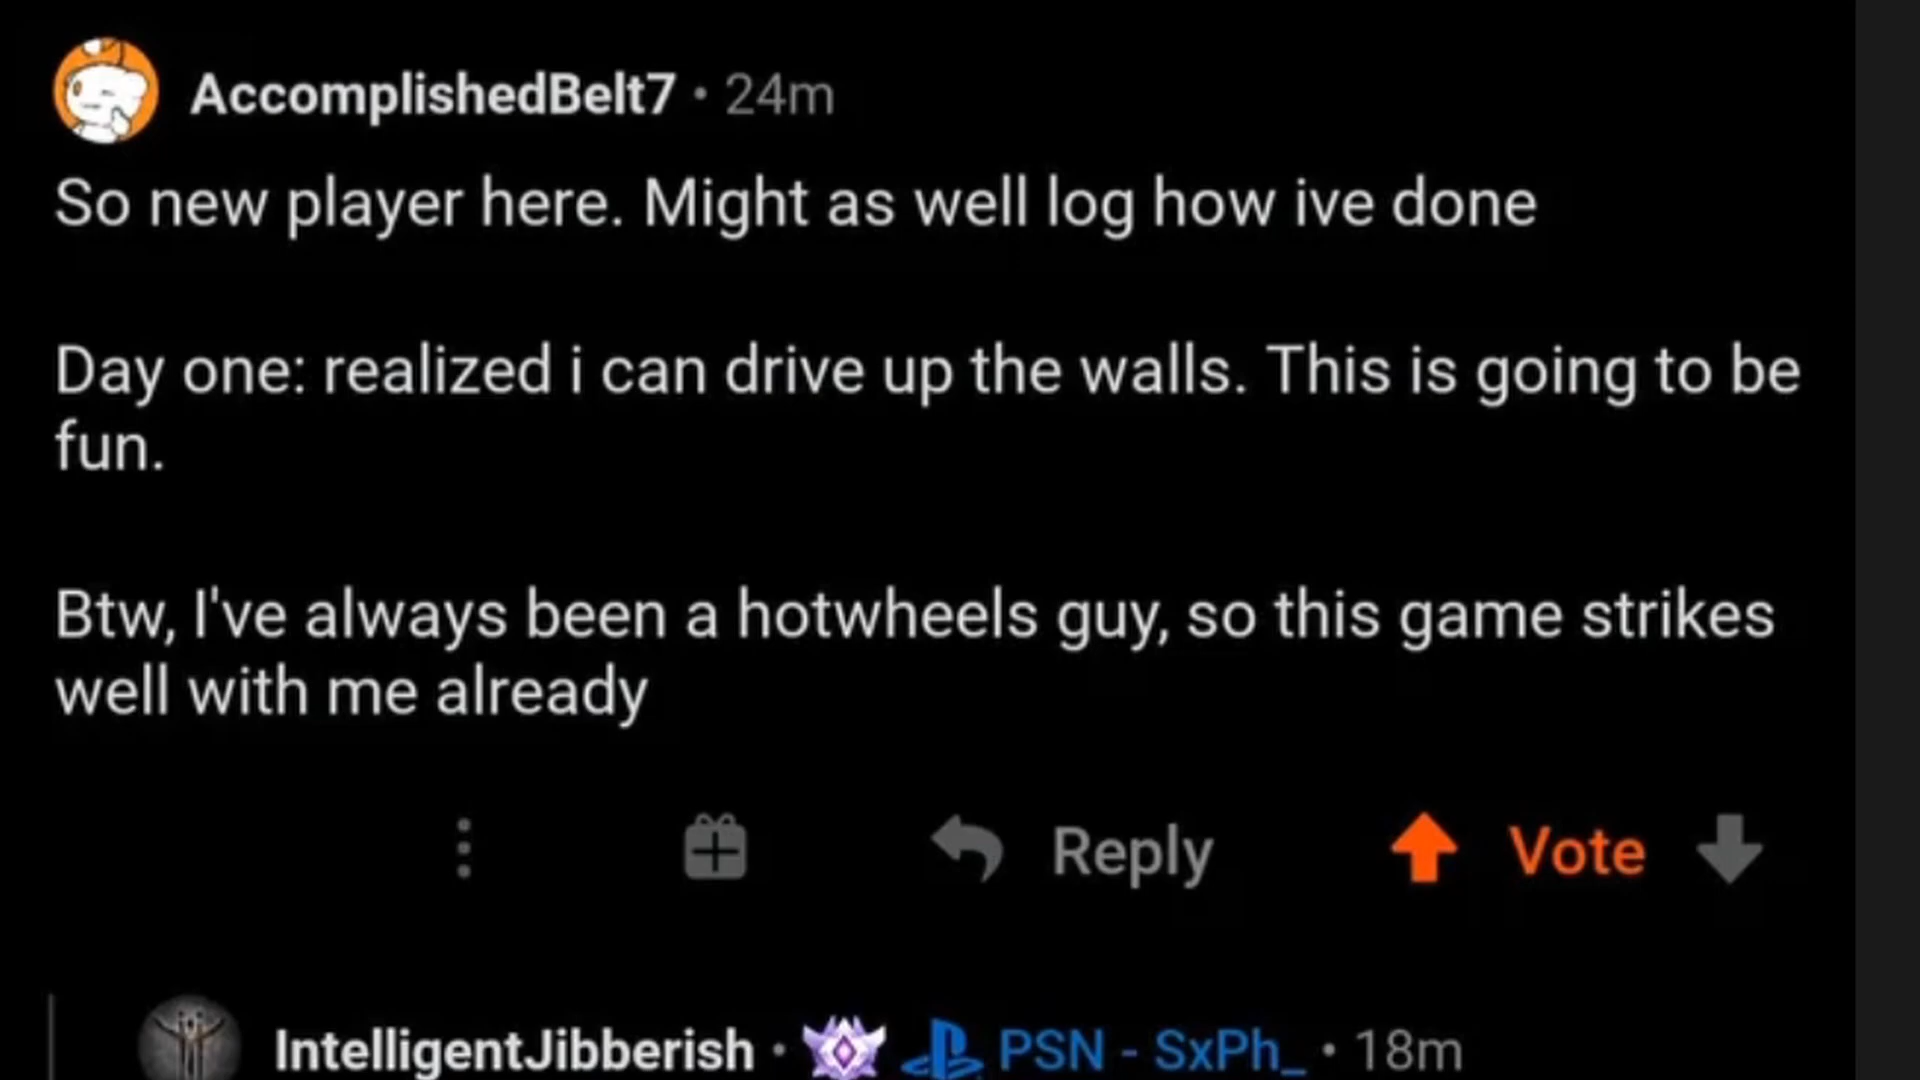 AccomplishedBelt7 • 24m
So new player here. Might as well log how ive done
Day one: realized i can drive up the walls. This is going to be
fun.
Btw, I've always been a hotwheels guy, so this game strikes
well with me already
Reply Vote
IntelligentJibberish • PSN - SxPh_ • 18m